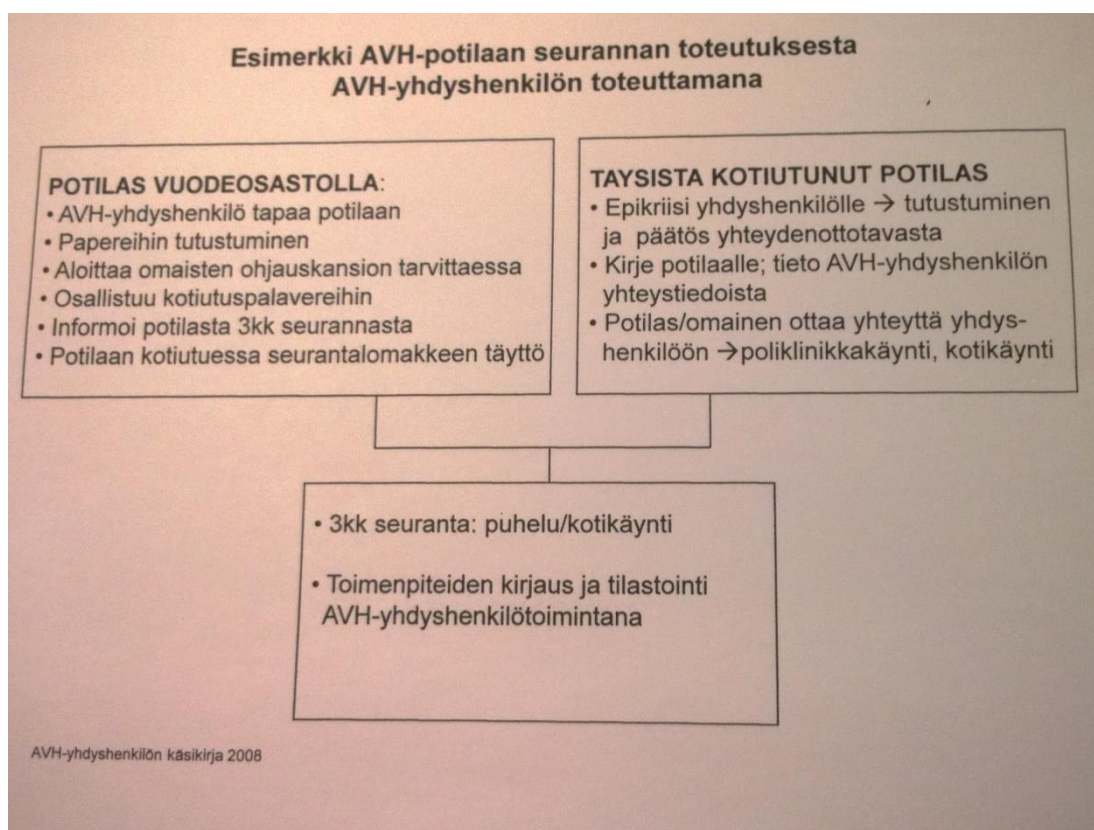 Esimerkki AVH-potilaan seurannan toteutuksesta
AVH-yhdyshenkilön toteuttamana
POTILAS VUODEOSASTOLLA:
• AVH-yhdyshenkilö tapaa potilaan
• Papereihin tutustuminen
• Aloittaa omaisten ohjauskansion tarvittaessa
• Osallistuu kotiutuspalavereihin
• Informoi potilasta 3kk seurannasta
• Potilaan kotiutuessa seurantalomakkeen täyttö
TAYSISTA KOTIUTUNUT POTILAS
• Epikriisi yhdyshenkilölle → tutustuminen
ja päätös yhteydenottotavasta
• Kirje potilaalle; tieto AVH-yhdyshenkilön
yhteystiedoista
• Potilas/omainen ottaa yhteyttä yhdys-
henkilöön →poliklinikkakäynti, kotikäynti
• 3kk seuranta: puhelu/kotikäynti
• Toimenpiteiden kirjaus ja tilastointi
AVH-yhdyshenkilötoimintana
AVH-yhdyshenkilön käsikirja 2008